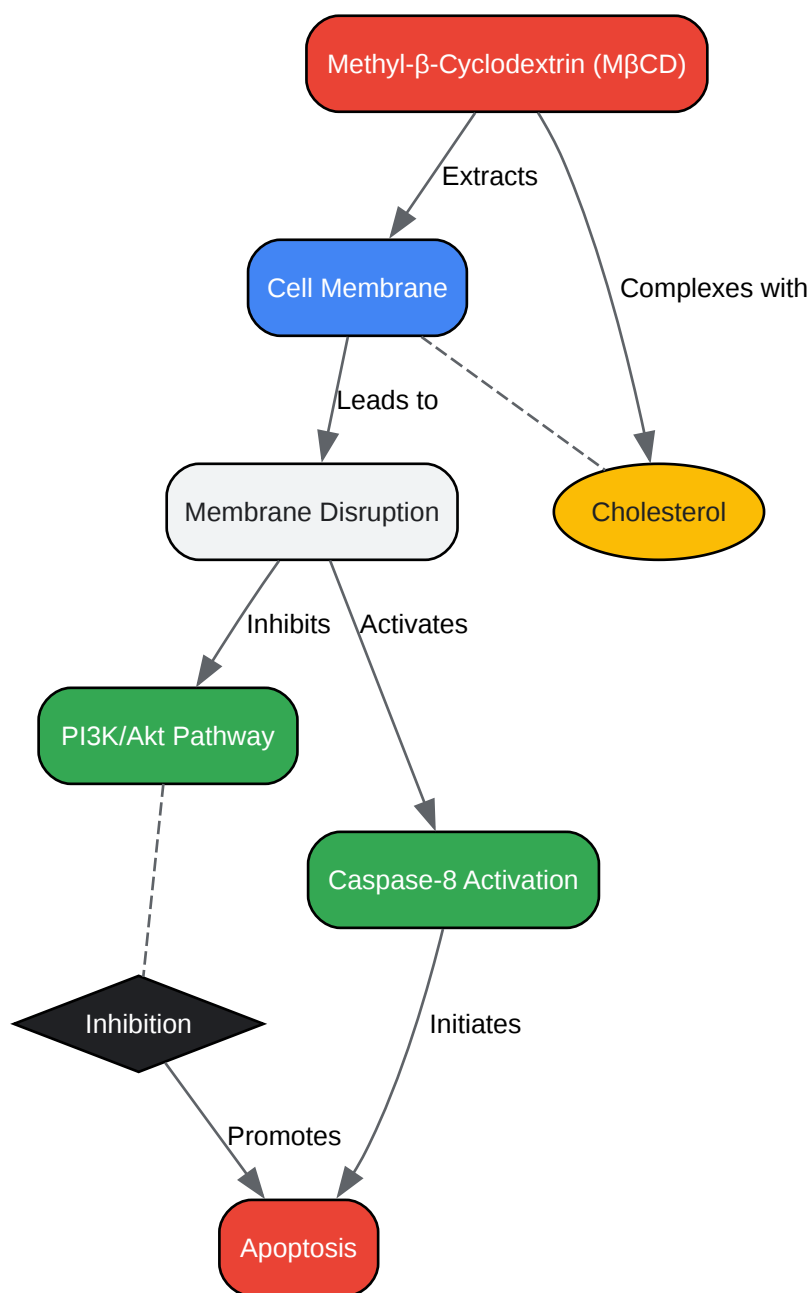 Methyl-β-Cyclodextrin (MβCD)
Extracts
Cell Membrane
Complexes with
Leads to
Membrane Disruption
Cholesterol
Inhibits
Activates
PI3K/Akt Pathway
Caspase-8 Activation
Inhibition
Initiates
Promotes
Apoptosis